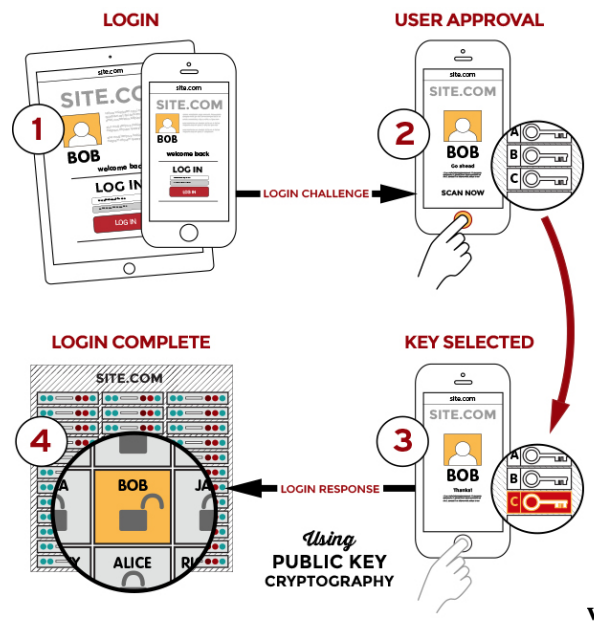 LOGIN
USER APPROVAL
site.com
SITE.CO
BOB
welcome back
LOG IN
LOG IN
site.com
SITE.COM
BOB
welcome back
LOG IN
LOG IN
1
LOGIN CHALLENGE
2
site.com
SITE.COM
BOB
Go ahead
SCAN NOW
A
B
C
LOGIN COMPLETE
KEY SELECTED
SITE.COM
4
BOB
JA
A
ALICE
Y
RI
LOGIN RESPONSE
3
site.com
SITE.COM
BOB
Thanks!
A
B
C
Using
PUBLIC KEY
CRYPTOGRAPHY